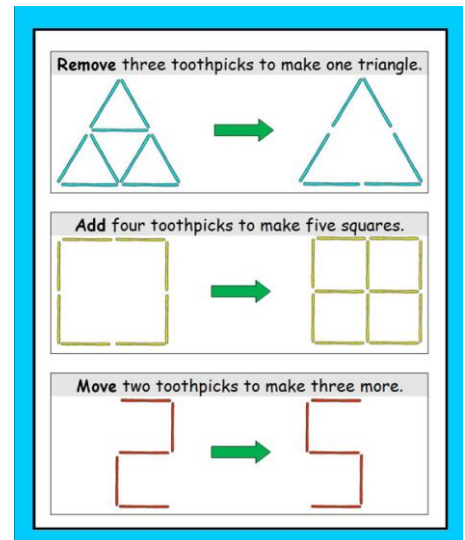 Remove three toothpicks to make one triangle.
Add four toothpicks to make five squares.
Move two toothpicks to make three more.